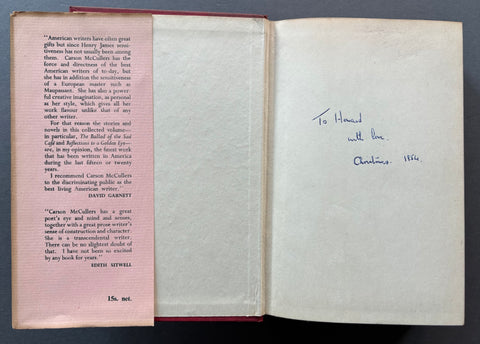 "American writers have often great
gifts but since Henry James sensi-
tiveness has not usually been among
them. Carson McCullers has the
force and directness of the best
American writers of to-day, but
she has in addition the sensitiveness
of a European master such as
Maupassant. She has also a power-
ful creative imagination, as personal
as her style, which gives all her
work flavour unlike that of any
other writer.
For that reason the stories and
novels in this collected volume—
in particular, The Ballad of the Sad
Café and Reflections in a Golden Eye—
are, in my opinion, the finest work
that has been written in America
during the last fifteen or twenty
years.
I recommend Carson McCullers
to the discriminating public as the
best living American writer."
DAVID GARNETT
"Carson McCullers has a great
poet's eye and mind and senses,
together with a great prose writer's
sense of construction and character.
She is a transcendental writer.
There can be no slightest doubt of
that. I have not been so excited
by any book for years."
EDITH SITWELL
15s. net.
To Howard
with love.
Christmas. 1954.